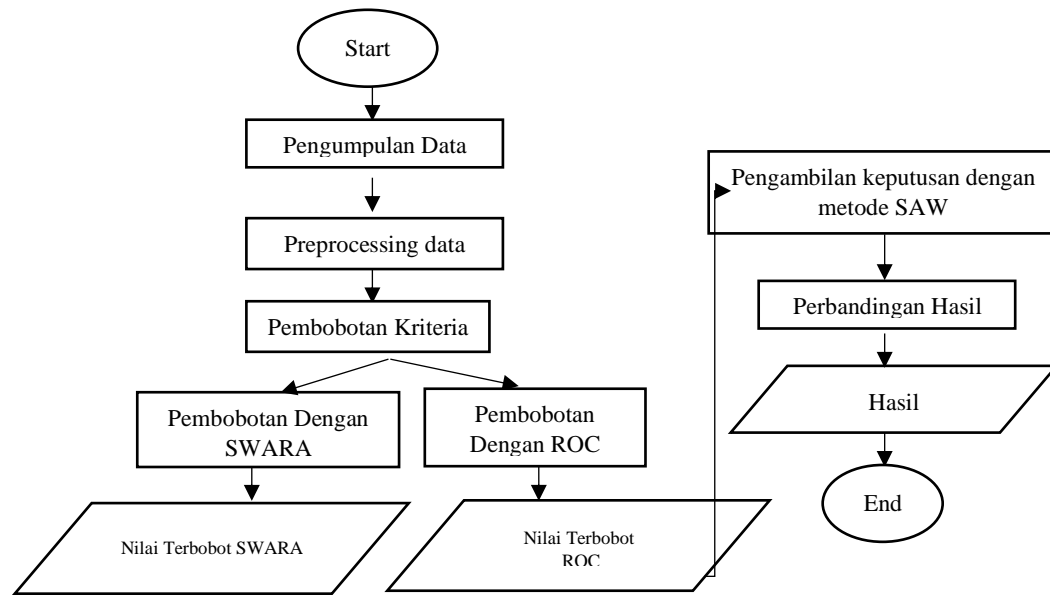 Start
Pengumpulan Data
Preprocessing data
Pembobotan Kriteria
Pembobotan Dengan
SWARA
Pembobotan
Dengan ROC
Nilai Terbobot SWARA
Nilai Terbobot
ROC
Pengambilan keputusan dengan
metode SAW
Perbandingan Hasil
Hasil
End